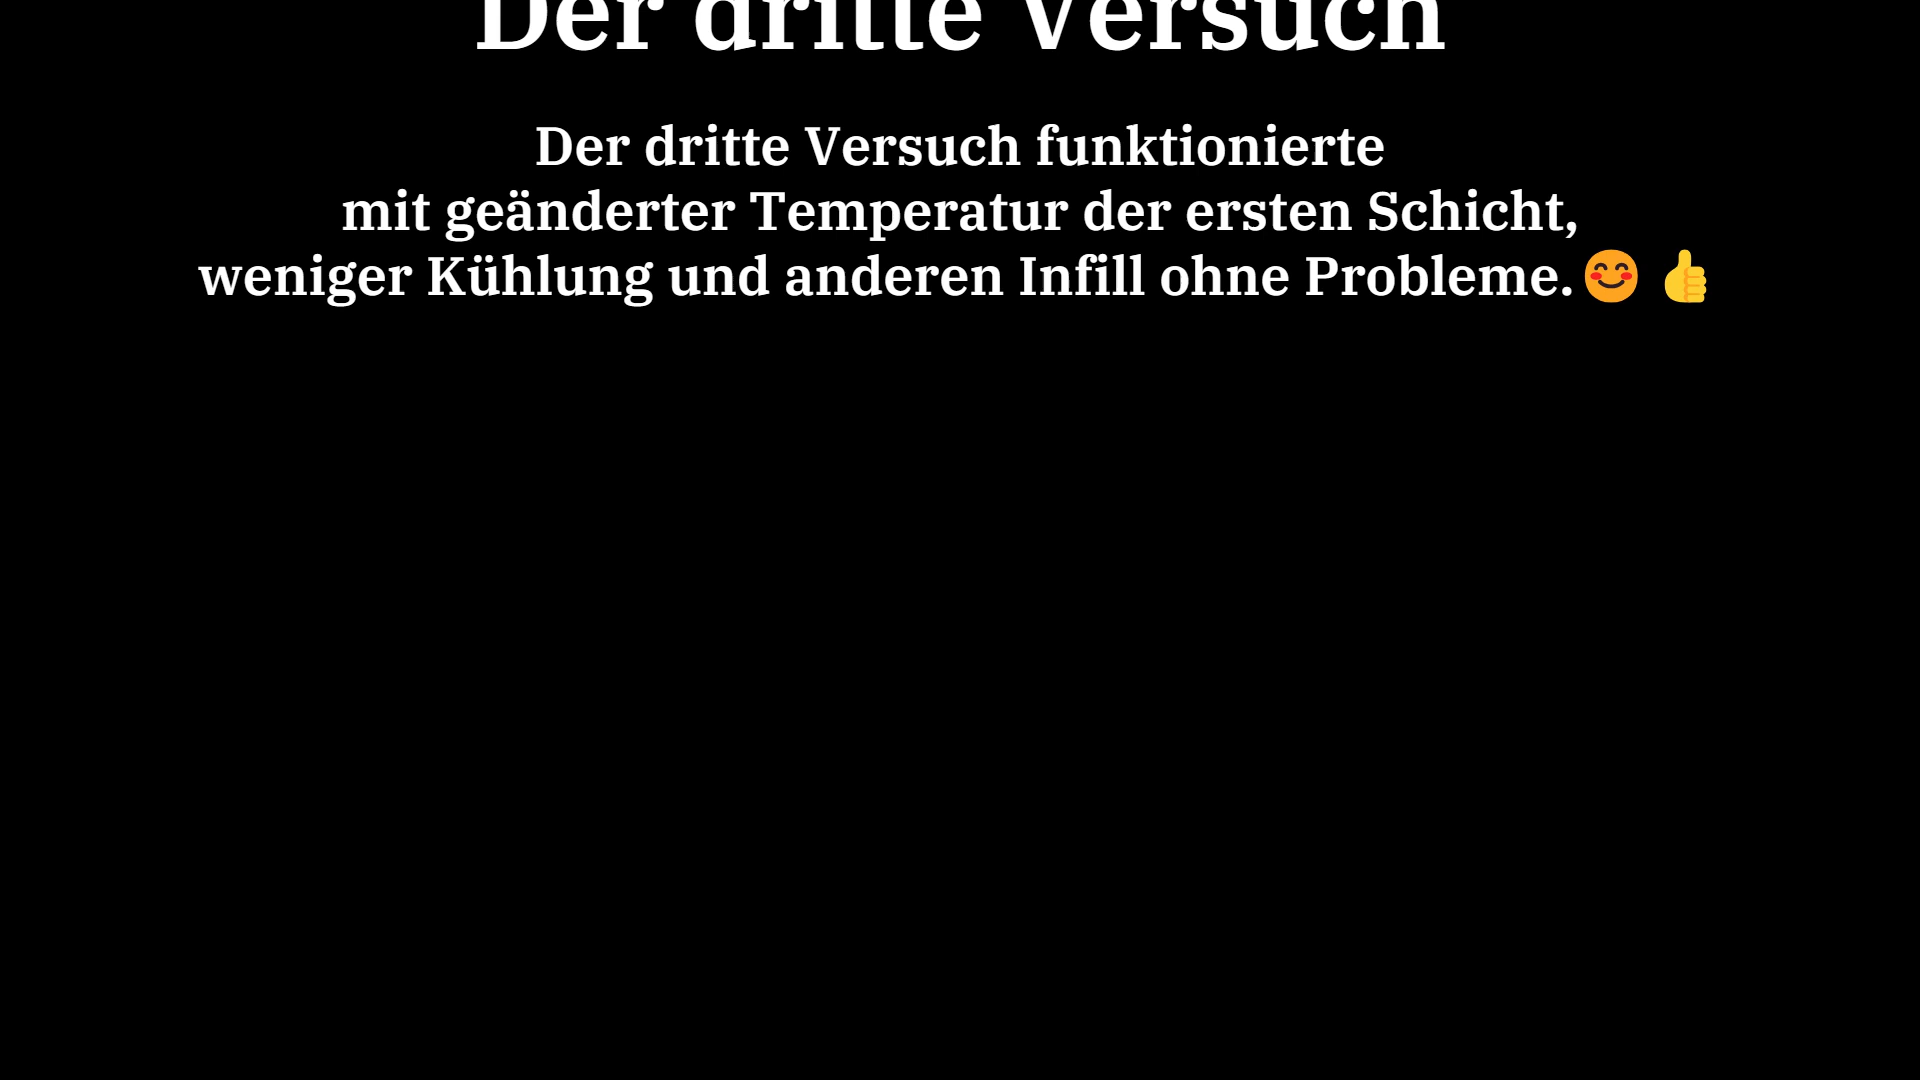 Der dritte Versuch
Der dritte Versuch funktionierte
mit geänderter Temperatur der ersten Schicht,
weniger Kühlung und anderen Infill ohne Probleme.😊 👍